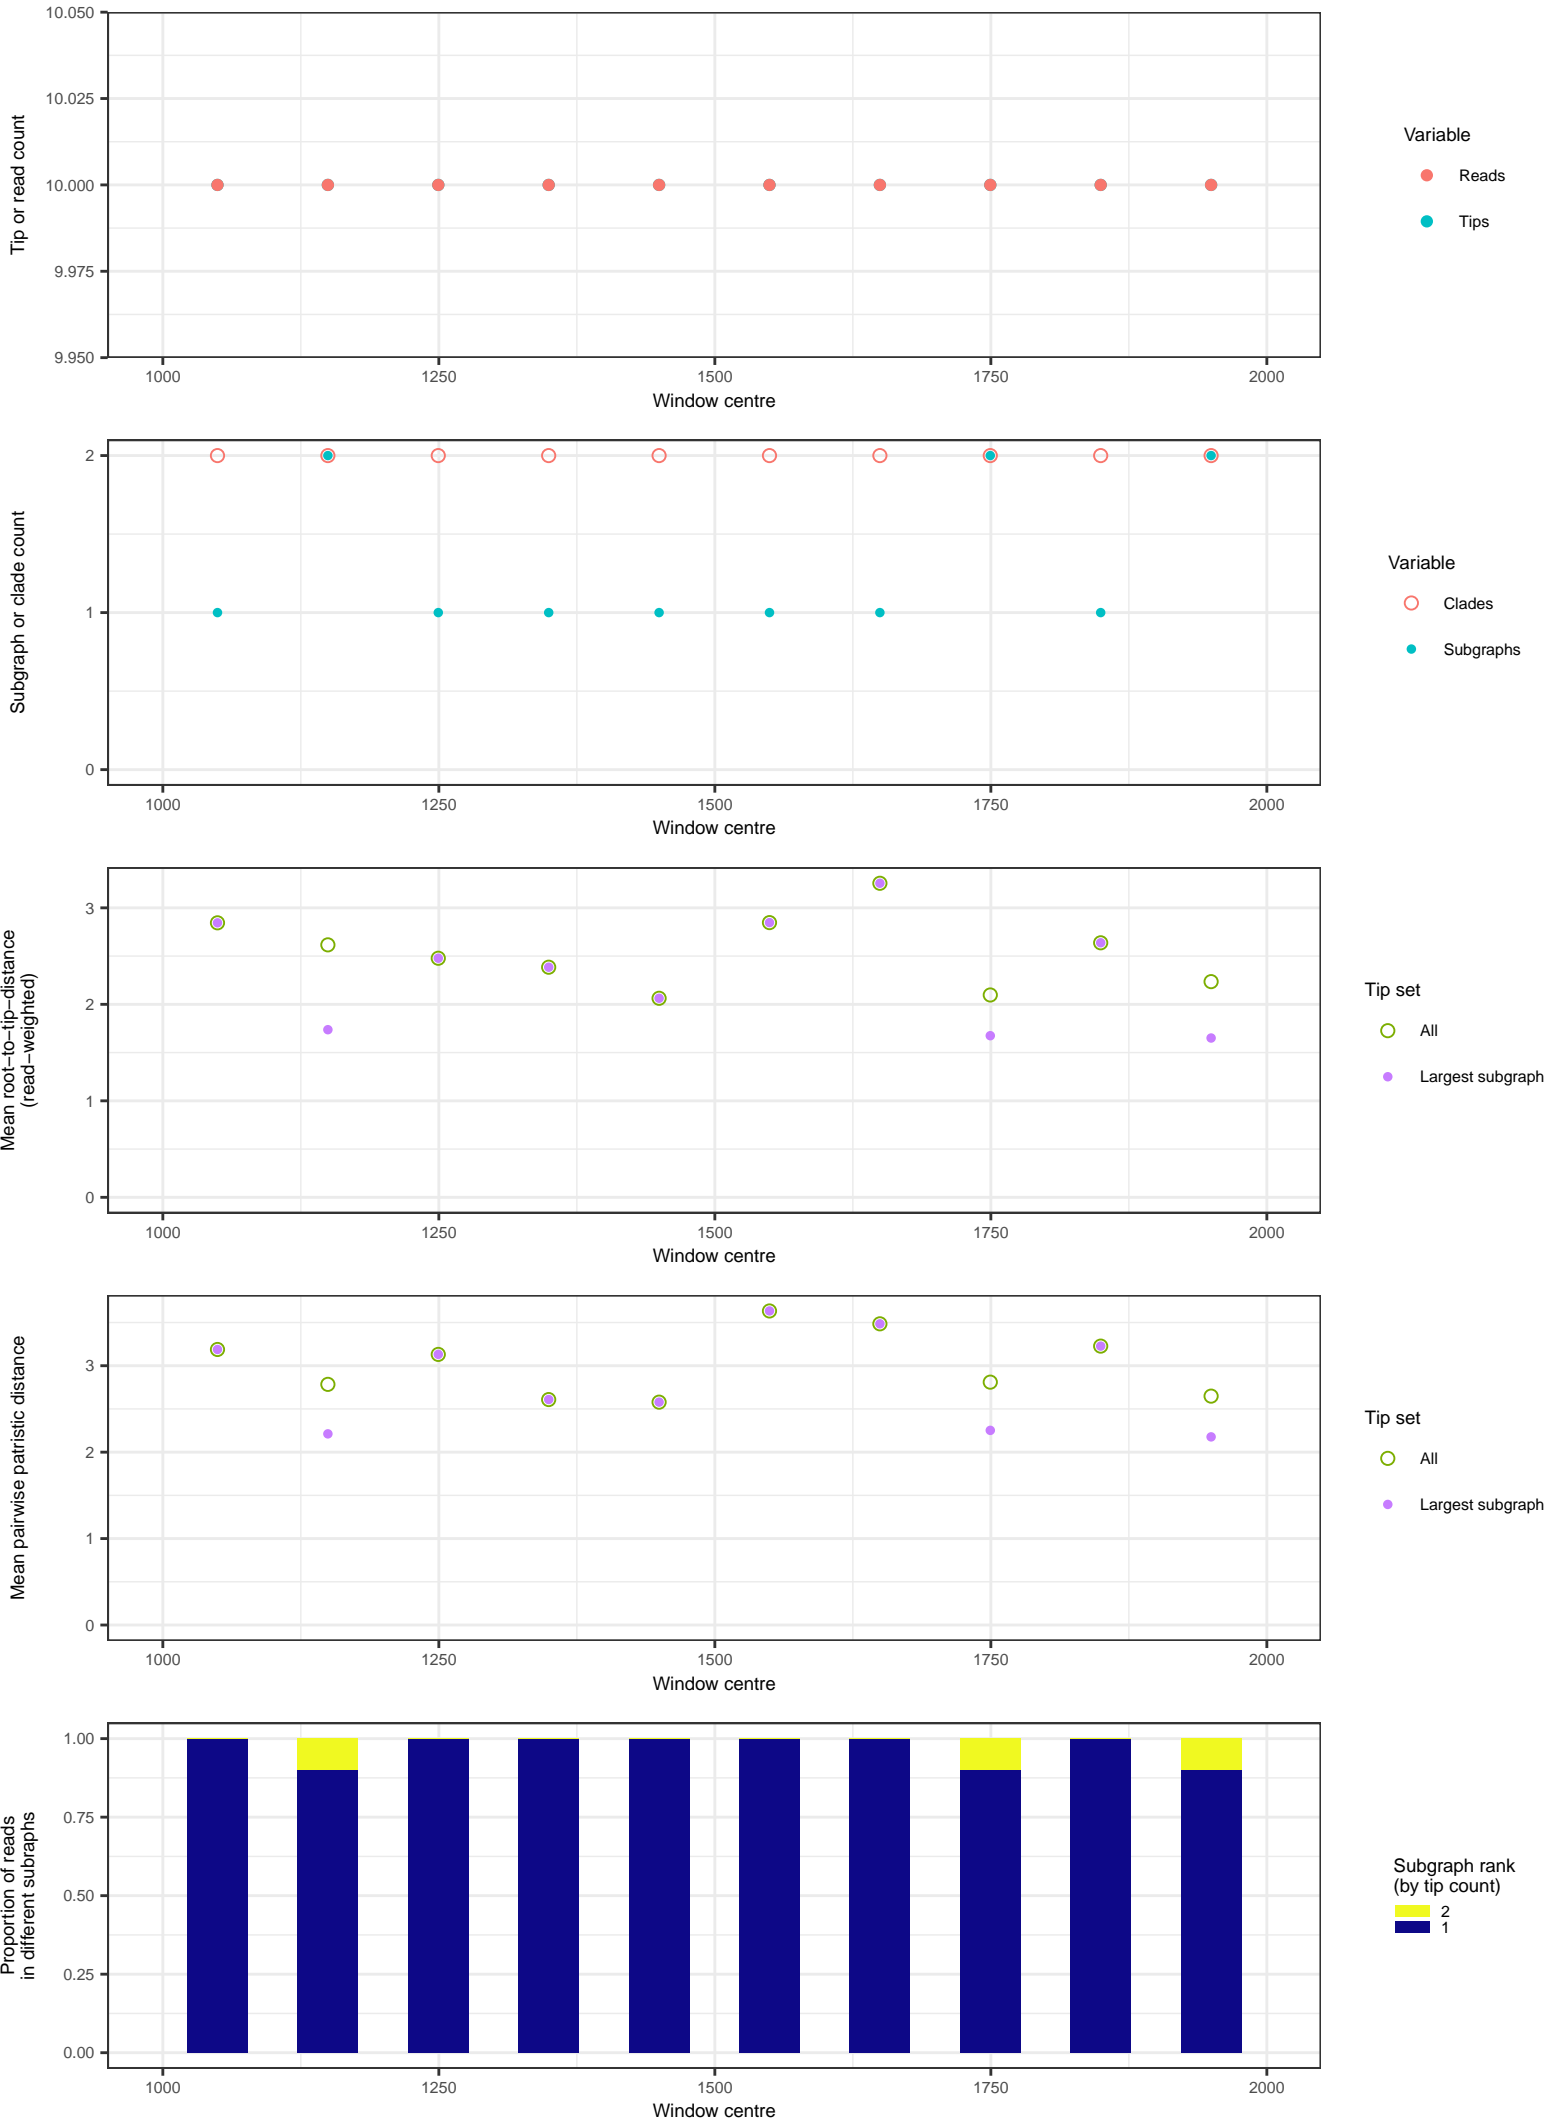 10.050
10.025
10.000
9.975
9.950
Tip or read count
1000 1250 1500 1750 2000
Window centre
Variable
Reads
Tips
2
1
0
Subgraph or clade count
1000 1250 1500 1750 2000
Window centre
Variable
Clades
Subgraphs
3
2
1
0
Mean root−to−tip−distance
(read−weighted)
1000 1250 1500 1750 2000
Window centre
Tip set
All
Largest subgraph
3
2
1
0
Mean pairwise patristic distance
1000 1250 1500 1750 2000
Window centre
Tip set
All
Largest subgraph
1.00
0.75
0.50
0.25
0.00
Proportion of reads
in different subraphs
1000 1250 1500 1750 2000
Window centre
Subgraph rank
(by tip count)
2
1